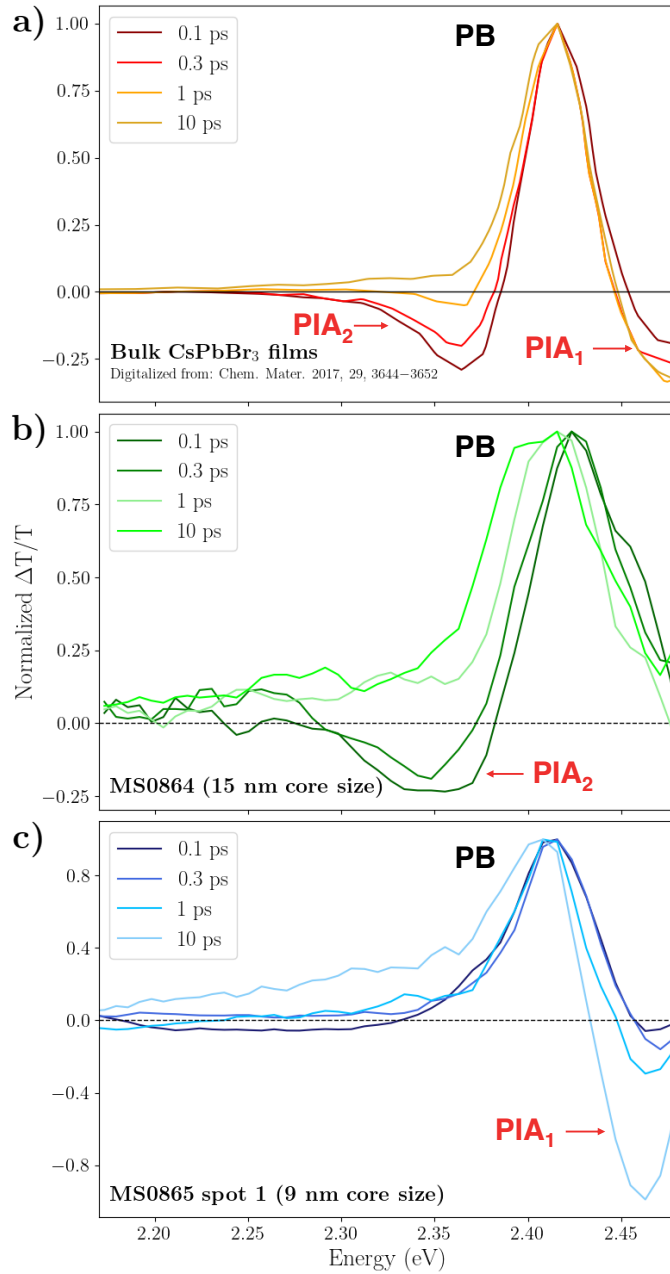 a)
0.1 ps
0.3 ps
1 ps
10 ps
PB
1.00
0.75
0.50
0.25
0.00
−0.25
PIA₂
PIA₁
Bulk CsPbBr₃ films
Digitalized from: Chem. Mater. 2017, 29, 3644−3652
b)
0.1 ps
0.3 ps
1 ps
10 ps
PB
1.00
0.75
0.50
0.25
0.00
−0.25
Normalized ΔT/T
PIA₂
MS0864 (15 nm core size)
c)
0.1 ps
0.3 ps
1 ps
10 ps
PB
0.8
0.4
0.0
−0.4
−0.8
PIA₁
MS0865 spot 1 (9 nm core size)
2.20 2.25 2.30 2.35 2.40 2.45
Energy (eV)